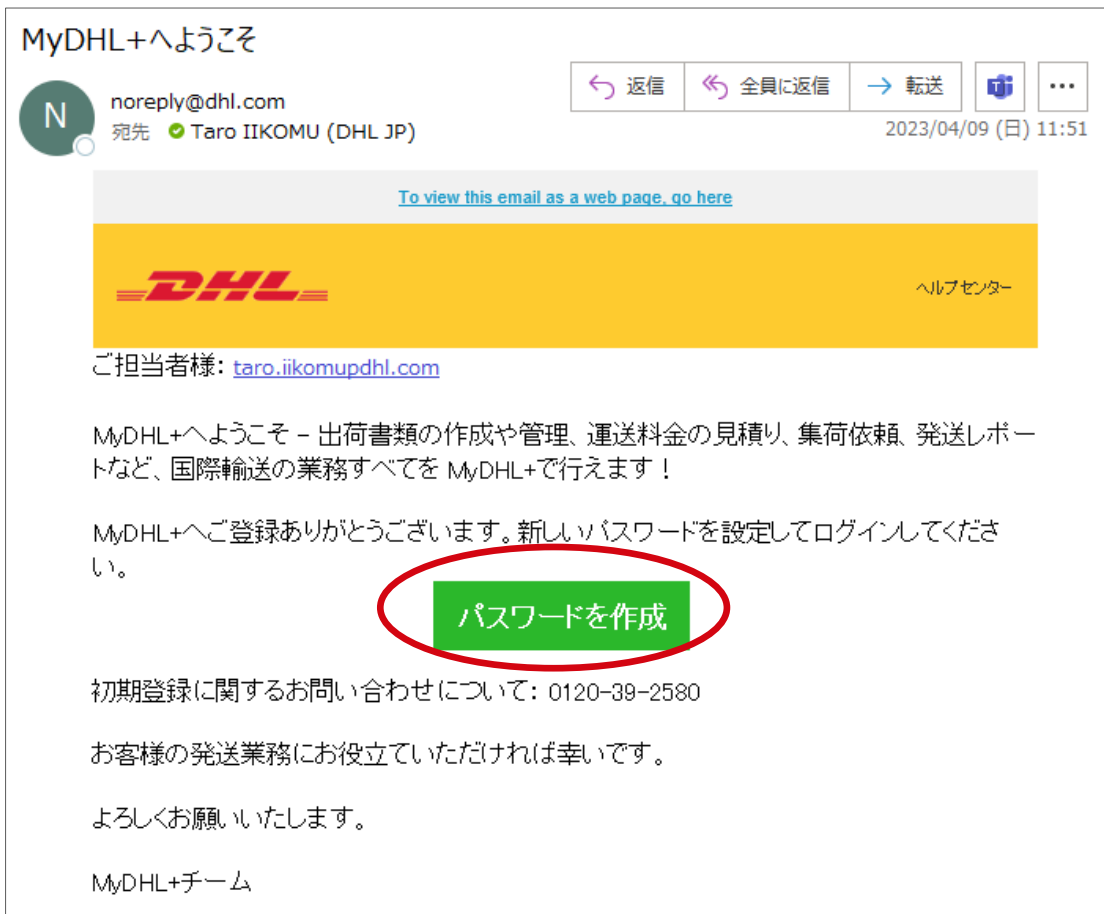 MyDHL+へようこそ
N
noreply@dhl.com
宛先 Taro IIKOMU (DHL JP)
返信
全員に返信
転送
2023/04/09 (日) 11:51
To view this email as a web page, go here
DHL
ヘルプセンター
ご担当者様: taro.iikomupdhl.com
MyDHL+へようこそ – 出荷書類の作成や管理、運送料金の見積り、集荷依頼、発送レポー
トなど、国際輸送の業務すべてを MyDHL+で行えます！
MyDHL+へご登録ありがとうございます。新しいパスワードを設定してログインしてくださ
い。
パスワードを作成
初期登録に関するお問い合わせについて: 0120-39-2580
お客様の発送業務にお役立ていただければ幸いです。
よろしくお願いいたします。
MyDHL+チーム